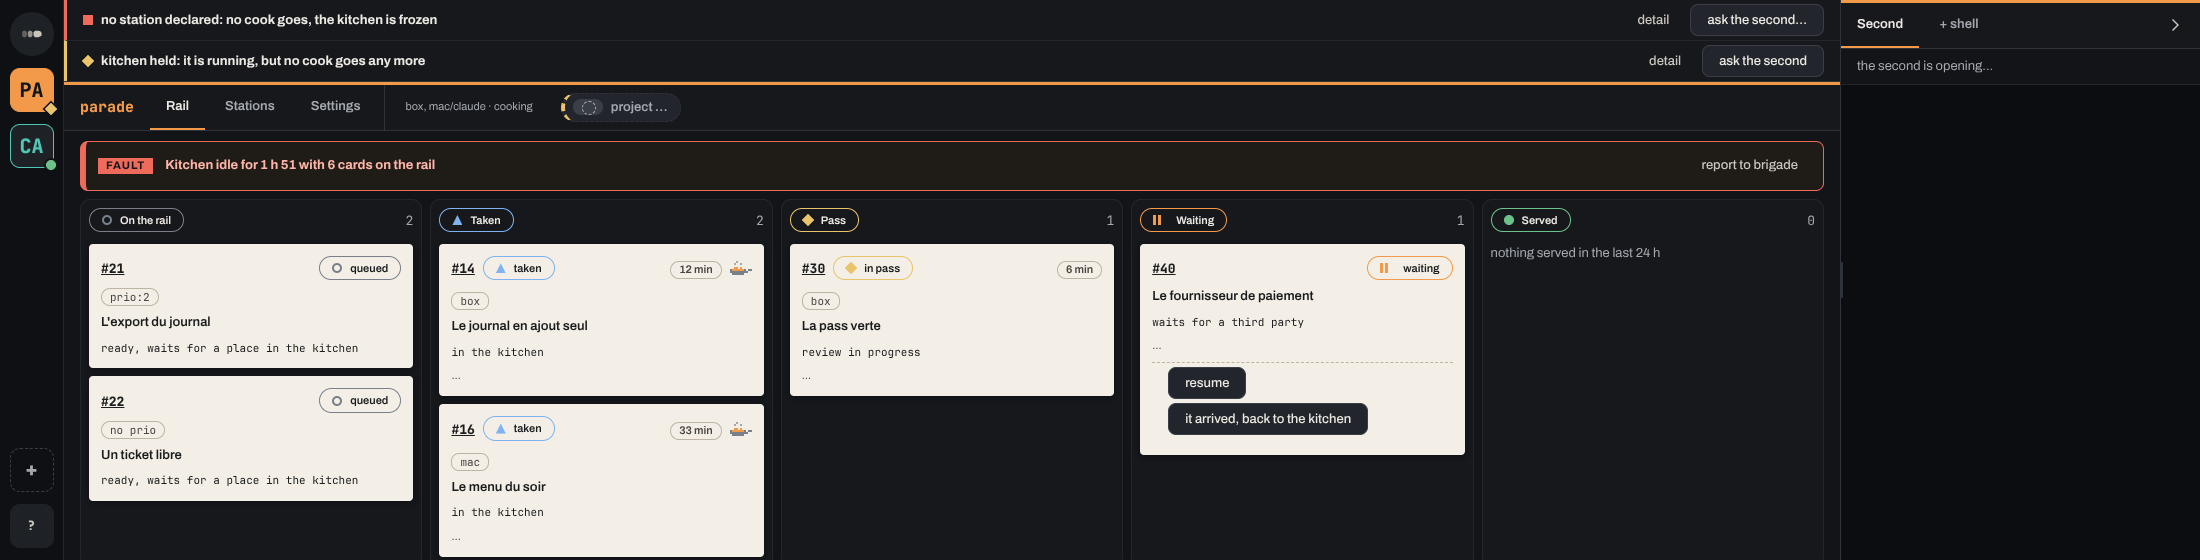 no station declared: no cook goes, the kitchen is frozen
detail
ask the second...
kitchen held: it is running, but no cook goes any more
detail
ask the second
Second
+ shell
the second is opening...
PA
CA
+
?
parade
Rail
Stations
Settings
box, mac/claude · cooking
project ...
FAULT
Kitchen idle for 1 h 51 with 6 cards on the rail
report to brigade
On the rail
2
#21
queued
prio:2
L'export du journal
ready, waits for a place in the kitchen
#22
queued
no prio
Un ticket libre
ready, waits for a place in the kitchen
Taken
2
#14
taken
12 min
box
Le journal en ajout seul
in the kitchen
...
#16
taken
33 min
mac
Le menu du soir
in the kitchen
...
Pass
1
#30
in pass
6 min
box
La pass verte
review in progress
...
Waiting
1
#40
waiting
Le fournisseur de paiement
waits for a third party
...
resume
it arrived, back to the kitchen
Served
0
nothing served in the last 24 h